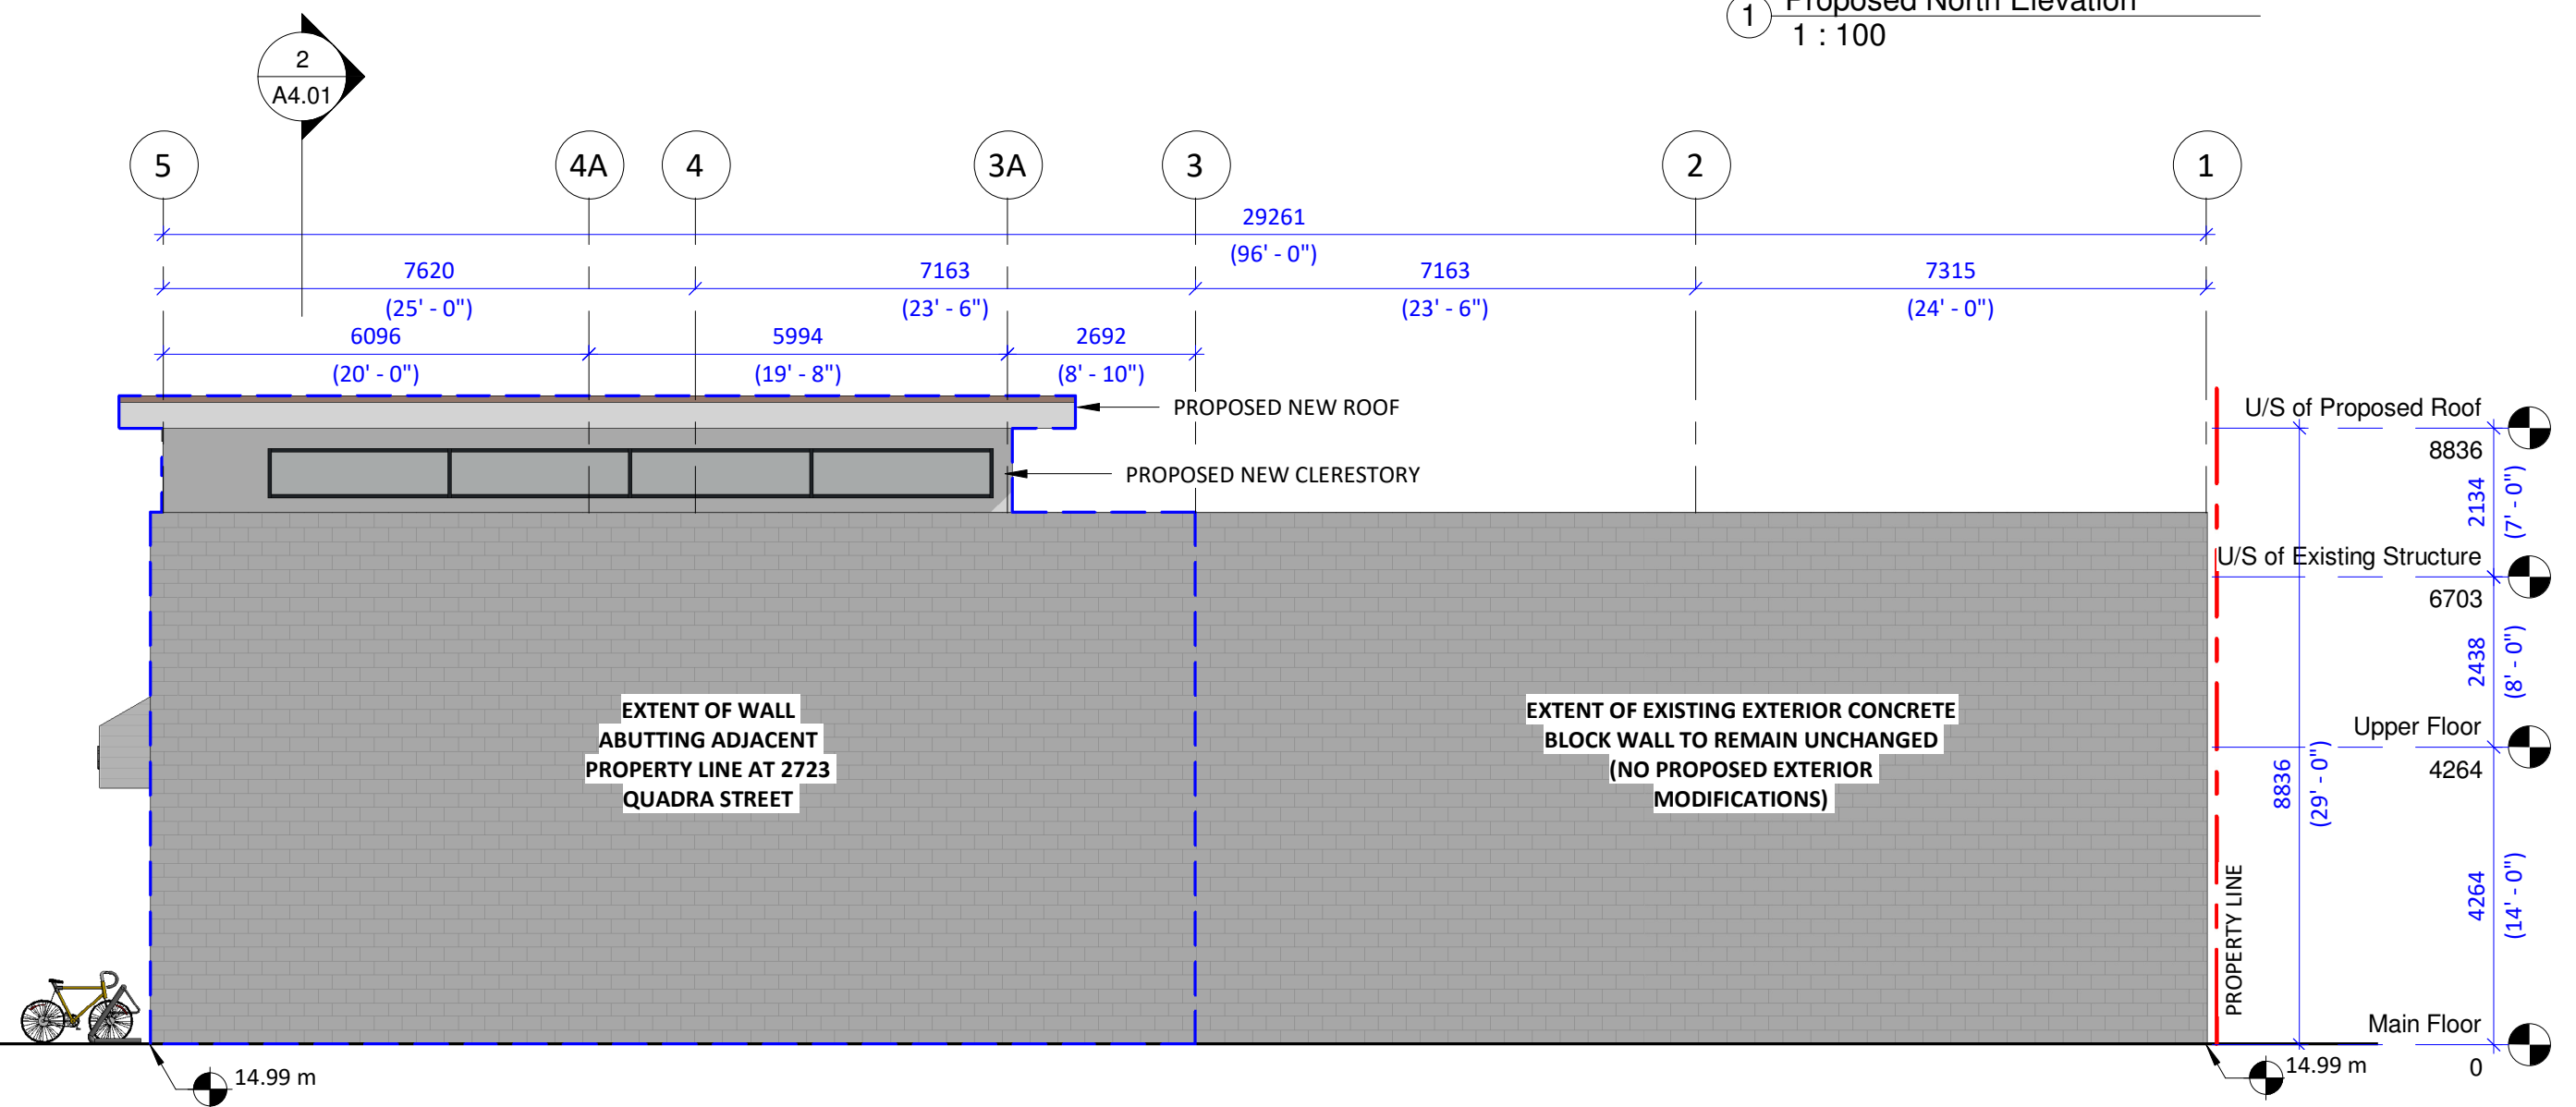 1 Proposed North Elevation
1 : 100
2
A4.01
5 4A 4 3A 3 2 1
29261
(96' - 0")
7620 7163 7163 7315
(25' - 0") (23' - 6") (23' - 6") (24' - 0")
6096 5994 2692
(20' - 0") (19' - 8") (8' - 10")
PROPOSED NEW ROOF
PROPOSED NEW CLERESTORY
U/S of Proposed Roof
8836
2134
(7' - 0")
U/S of Existing Structure
6703
2438
(8' - 0")
Upper Floor
4264
8836
(29' - 0")
4264
(14' - 0")
Main Floor
0
EXTENT OF WALL
ABUTTING ADJACENT
PROPERTY LINE AT 2723
QUADRA STREET
EXTENT OF EXISTING EXTERIOR CONCRETE
BLOCK WALL TO REMAIN UNCHANGED
(NO PROPOSED EXTERIOR
MODIFICATIONS)
PROPERTY LINE
14.99 m
14.99 m